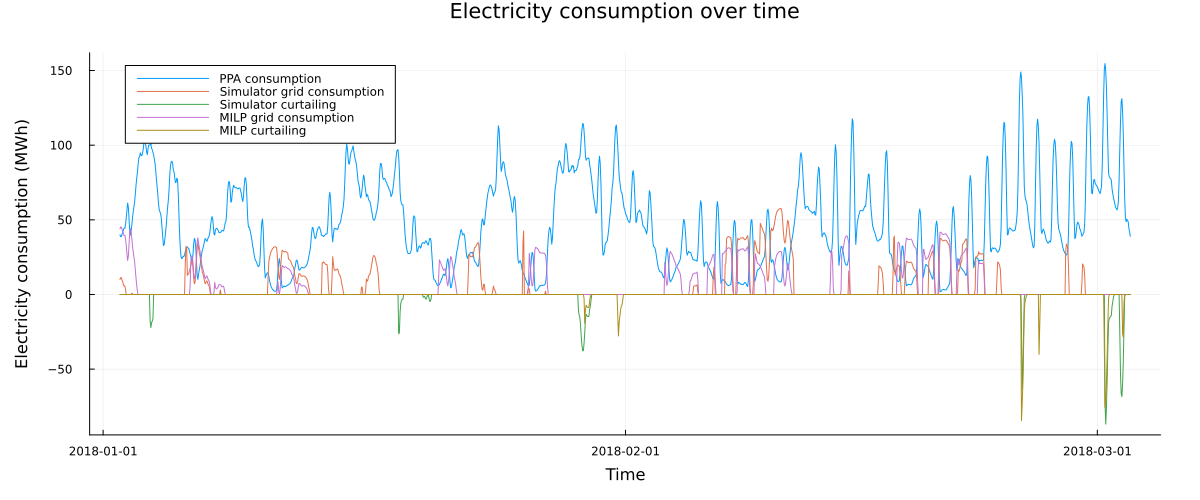 Electricity consumption over time
PPA consumption
Simulator grid consumption
Simulator curtailing
MILP grid consumption
MILP curtailing
150
100
50
0
−50
Electricity consumption (MWh)
2018-01-01
2018-02-01
2018-03-01
Time